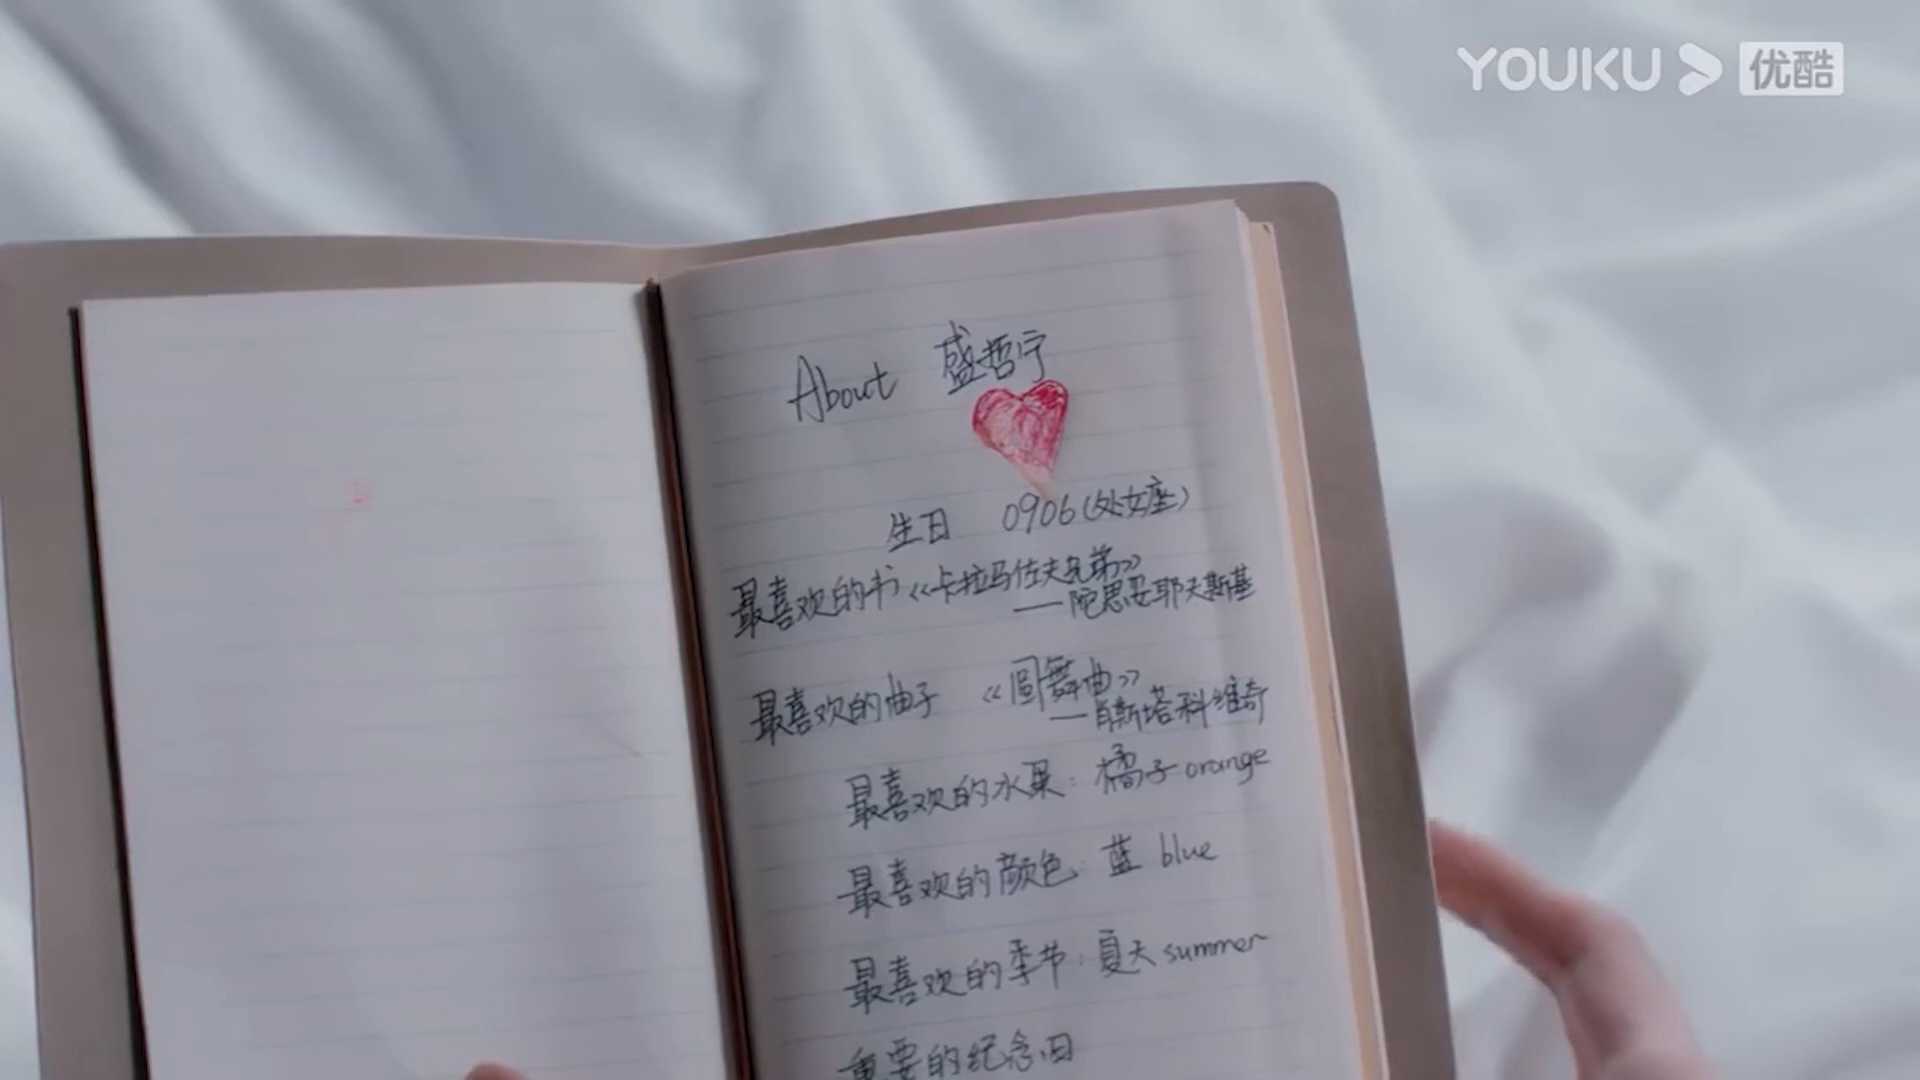 YOUKU 优酷
About 盛哲宁
生日 0906(处女座)
最喜欢的书《卡拉马佐夫兄弟》
——陀思妥耶夫斯基
最喜欢的曲子 《圆舞曲》
——肖斯塔科维奇
最喜欢的水果：橘子 orange
最喜欢的颜色：蓝 blue
最喜欢的季节：夏天 summer
重要的纪念日